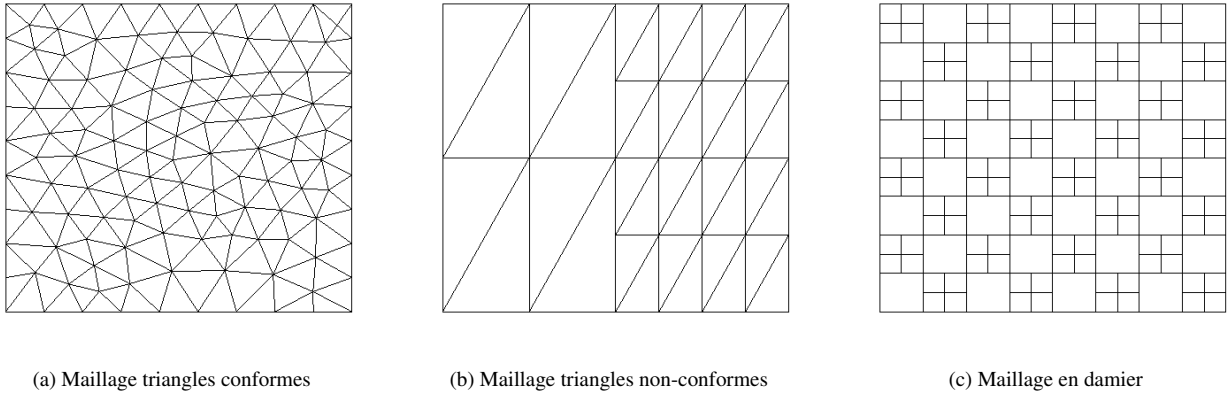 (a) Maillage triangles conformes
(b) Maillage triangles non-conformes
(c) Maillage en damier